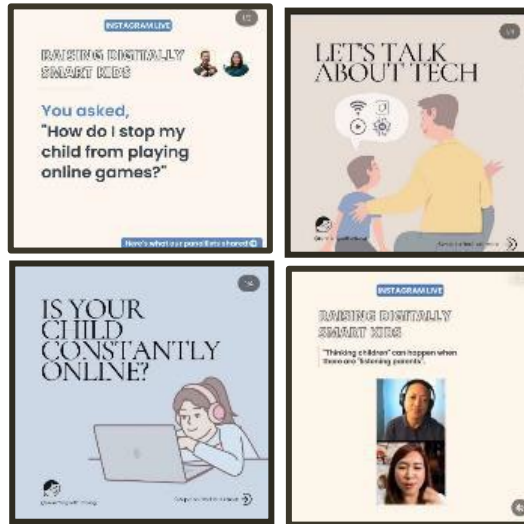 INSTAGRAM LIVE
RAISING DIGITALLY
SMART KIDS
You asked,
"How do I stop my
child from playing
online games?"
Here's what our panellists shared
LET'S TALK
ABOUT TECH
IS YOUR
CHILD
CONSTANTLY
ONLINE?
INSTAGRAM LIVE
RAISING DIGITALLY
SMART KIDS
"Thinking children" can happen when
there are "listening parents".